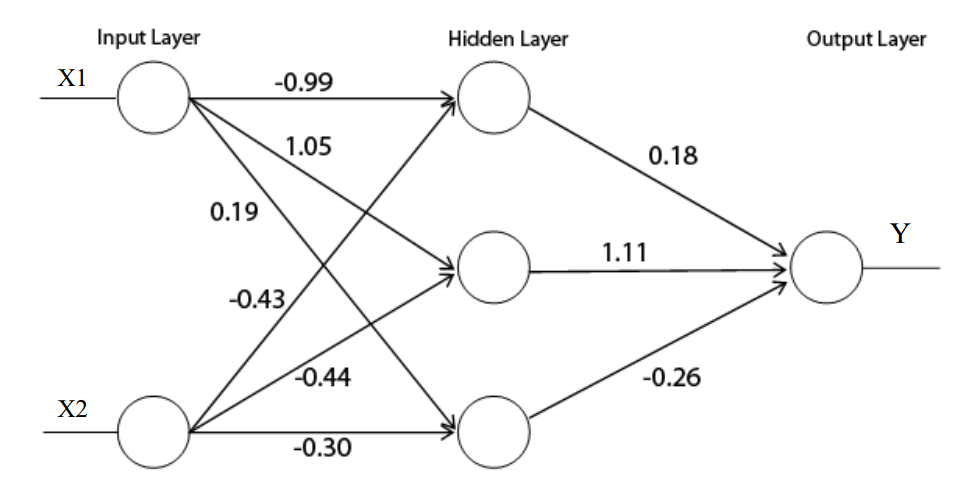 Input Layer
Hidden Layer
Output Layer
X1
-0.99
1.05
0.18
0.19
Y
1.11
-0.43
-0.44
-0.26
X2
-0.30